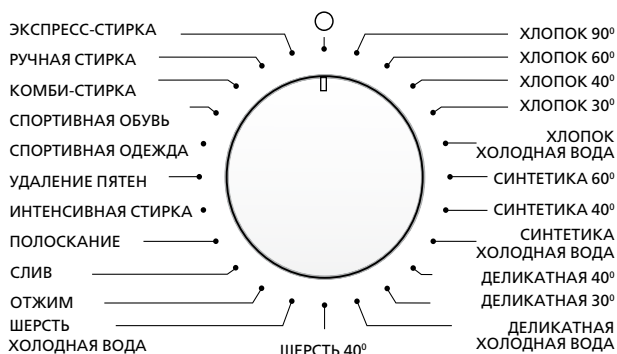 ЭКСПРЕСС-СТИРКА
РУЧНАЯ СТИРКА
КОМБИ-СТИРКА
СПОРТИВНАЯ ОБУВЬ
СПОРТИВНАЯ ОДЕЖДА
УДАЛЕНИЕ ПЯТЕН
ИНТЕНСИВНАЯ СТИРКА
ПОЛОСКАНИЕ
СЛИВ
ОТЖИМ
ШЕРСТЬ
ХОЛОДНАЯ ВОДА
ШЕРСТЬ 40⁰
ХЛОПОК 90⁰
ХЛОПОК 60⁰
ХЛОПОК 40⁰
ХЛОПОК 30⁰
ХЛОПОК
ХОЛОДНАЯ ВОДА
СИНТЕТИКА 60⁰
СИНТЕТИКА 40⁰
СИНТЕТИКА
ХОЛОДНАЯ ВОДА
ДЕЛИКАТНАЯ 40⁰
ДЕЛИКАТНАЯ 30⁰
ДЕЛИКАТНАЯ
ХОЛОДНАЯ ВОДА